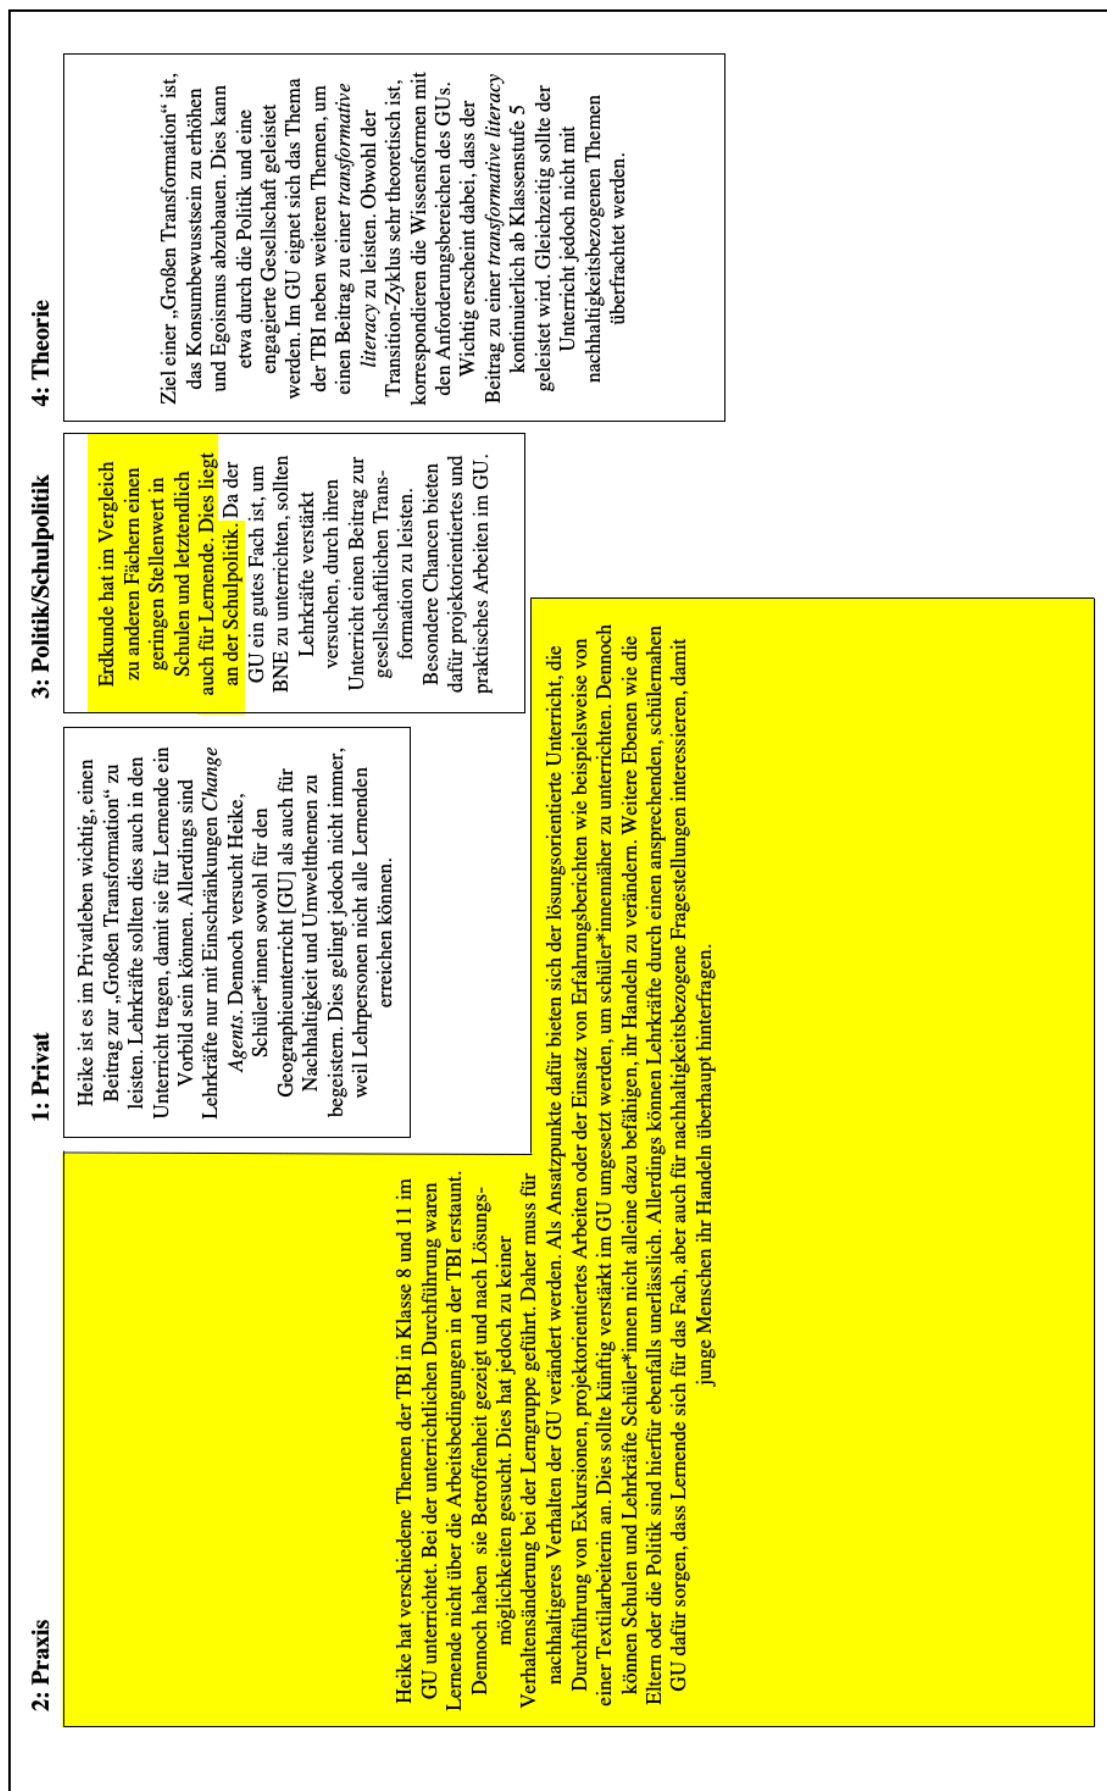 2: Praxis
Heike hat verschiedene Themen der TBI in Klasse 8 und 11 im
GU unterrichtet. Bei der unterrichtlichen Durchführung waren
Lernende nicht über die Arbeitsbedingungen in der TBI erstaunt.
Dennoch haben sie Betroffenheit gezeigt und nach Lösungs-
möglichkeiten gesucht. Dies hat jedoch zu keiner
Verhaltensänderung bei der Lerngruppe geführt. Daher muss für
nachhaltigeres Verhalten der GU verändert werden. Als Ansatzpunkte dafür bieten sich der lösungsorientierte Unterricht, die
Durchführung von Exkursionen, projektorientiertes Arbeiten oder der Einsatz von Erfahrungsberichten wie beispielsweise von
einer Textilarbeiterin an. Dies sollte künftig verstärkt im GU umgesetzt werden, um schüler*innennäher zu unterrichten. Dennoch
können Schulen und Lehrkräfte Schüler*innen nicht alleine dazu befähigen, ihr Handeln zu verändern. Weitere Ebenen wie die
Eltern oder die Politik sind hierfür ebenfalls unerlässlich. Allerdings können Lehrkräfte durch einen ansprechenden, schülernahen
GU dafür sorgen, dass Lernende sich für das Fach, aber auch für nachhaltigkeitsbezogene Fragestellungen interessieren, damit
junge Menschen ihr Handeln überhaupt hinterfragen.
1: Privat
Heike ist es im Privatleben wichtig, einen
Beitrag zur „Großen Transformation“ zu
leisten. Lehrkräfte sollten dies auch in den
Unterricht tragen, damit sie für Lernende ein
Vorbild sein können. Allerdings sind
Lehrkräfte nur mit Einschränkungen Change
Agents. Dennoch versucht Heike,
Schüler*innen sowohl für den
Geographieunterricht [GU] als auch für
Nachhaltigkeit und Umweltthemen zu
begeistern. Dies gelingt jedoch nicht immer,
weil Lehrpersonen nicht alle Lernenden
erreichen können.
3: Politik/Schulpolitik
Erdkunde hat im Vergleich
zu anderen Fächern einen
geringen Stellenwert in
Schulen und letztendlich
auch für Lernende. Dies liegt
an der Schulpolitik. Da der
GU ein gutes Fach ist, um
BNE zu unterrichten, sollten
Lehrkräfte verstärkt
versuchen, durch ihren
Unterricht einen Beitrag zur
gesellschaftlichen Trans-
formation zu leisten.
Besondere Chancen bieten
dafür projektorientiertes und
praktisches Arbeiten im GU.
4: Theorie
Ziel einer „Großen Transformation“ ist,
das Konsumbewusstsein zu erhöhen
und Egoismus abzubauen. Dies kann
etwa durch die Politik und eine
engagierte Gesellschaft geleistet
werden. Im GU eignet sich das Thema
der TBI neben weiteren Themen, um
einen Beitrag zu einer transformative
literacy zu leisten. Obwohl der
Transition-Zyklus sehr theoretisch ist,
korrespondieren die Wissensformen mit
den Anforderungsbereichen des GUs.
Wichtig erscheint dabei, dass der
Beitrag zu einer transformative literacy
kontinuierlich ab Klassenstufe 5
geleistet wird. Gleichzeitig sollte der
Unterricht jedoch nicht mit
nachhaltigkeitsbezogenen Themen
überfrachtet werden.